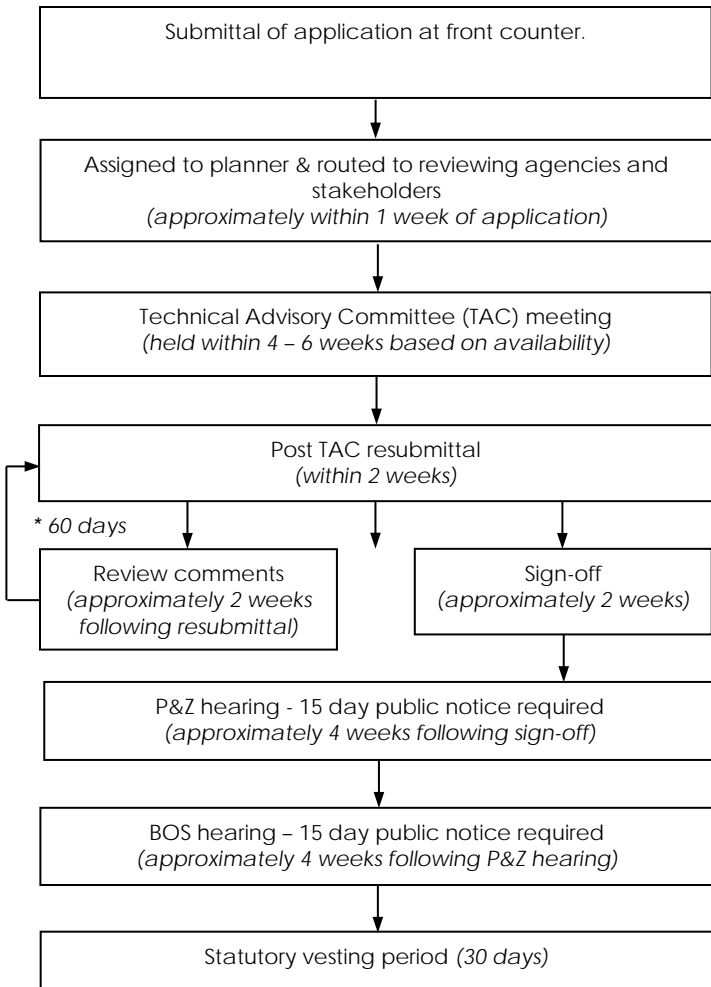 Submittal of application at front counter.
Assigned to planner & routed to reviewing agencies and
stakeholders
(approximately within 1 week of application)
Technical Advisory Committee (TAC) meeting
(held within 4 – 6 weeks based on availability)
Post TAC resubmittal
(within 2 weeks)
* 60 days
Review comments
(approximately 2 weeks
following resubmittal)
Sign-off
(approximately 2 weeks)
P&Z hearing - 15 day public notice required
(approximately 4 weeks following sign-off)
BOS hearing – 15 day public notice required
(approximately 4 weeks following P&Z hearing)
Statutory vesting period (30 days)